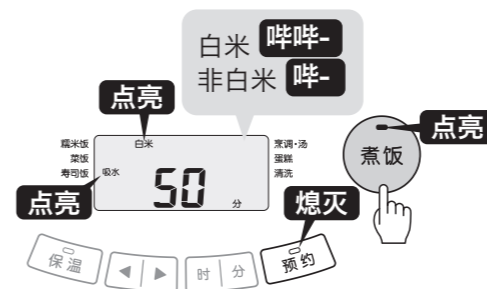 白米 哔哔-
非白米 哔-
点亮
点亮
糯米饭
菜饭
寿司饭
白米
吸水
50
分
烹调·汤
蛋糕
清洗
煮饭
点亮
熄灭
保温
◀ ▶
时 分
预约